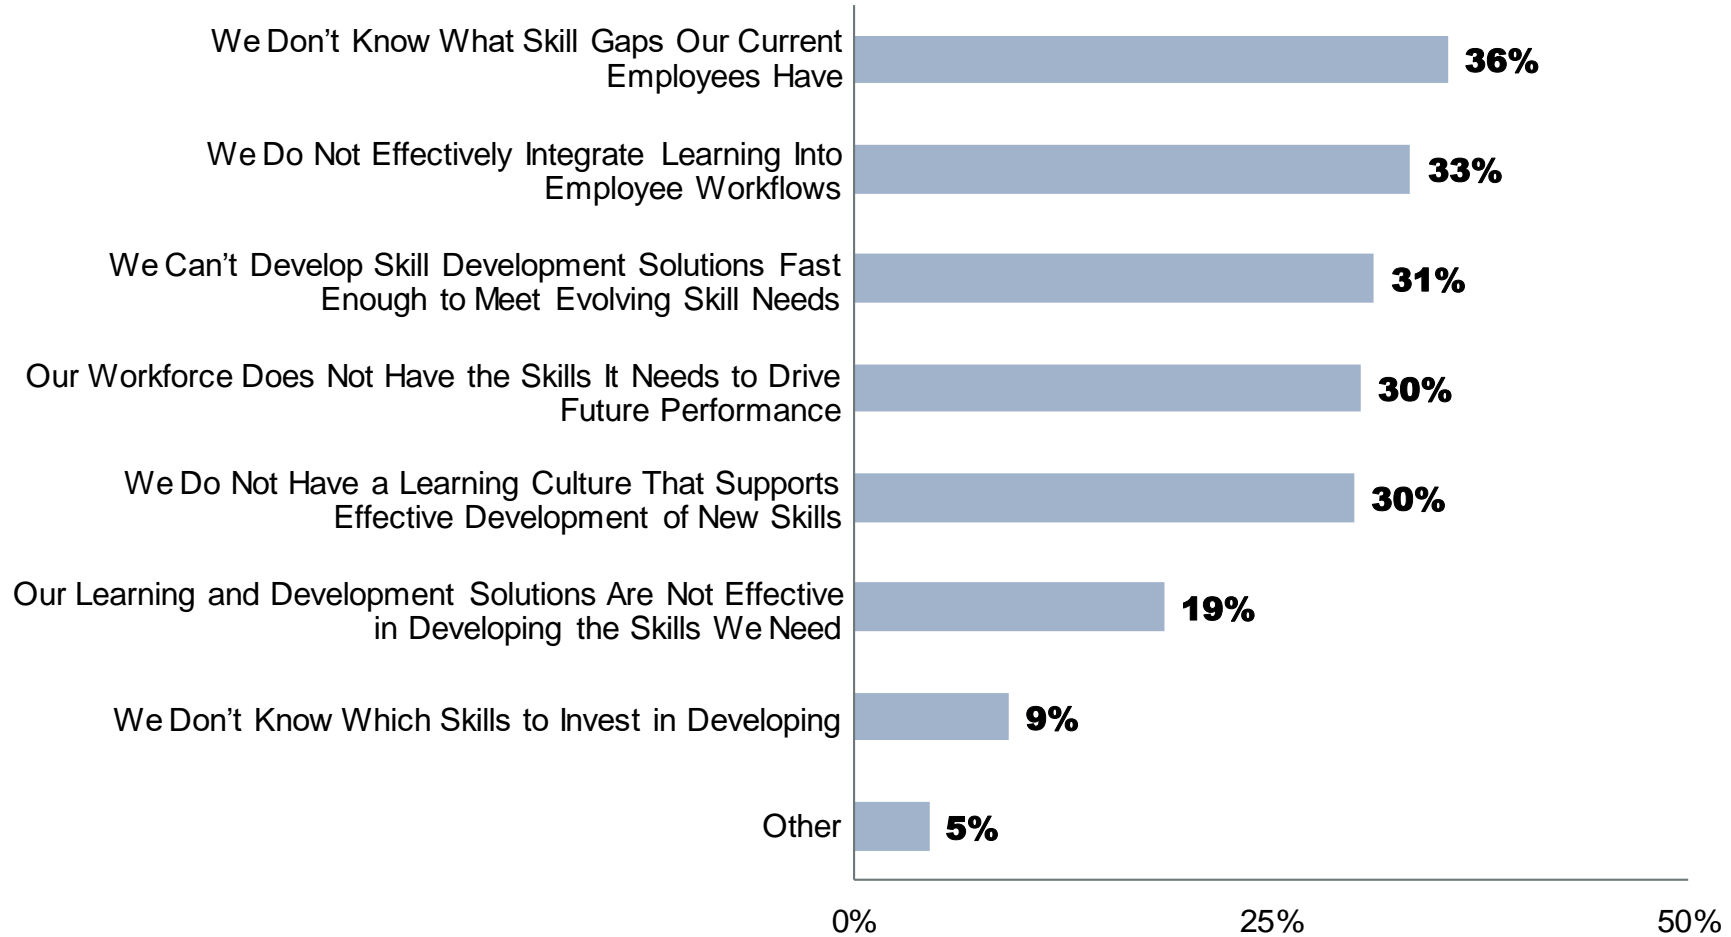 We Don’t Know What Skill Gaps Our Current
Employees Have
36%
We Do Not Effectively Integrate Learning Into
Employee Workflows
33%
We Can’t Develop Skill Development Solutions Fast
Enough to Meet Evolving Skill Needs
31%
Our Workforce Does Not Have the Skills It Needs to Drive
Future Performance
30%
We Do Not Have a Learning Culture That Supports
Effective Development of New Skills
30%
Our Learning and Development Solutions Are Not Effective
in Developing the Skills We Need
19%
We Don’t Know Which Skills to Invest in Developing
9%
Other
5%
0%
25%
50%